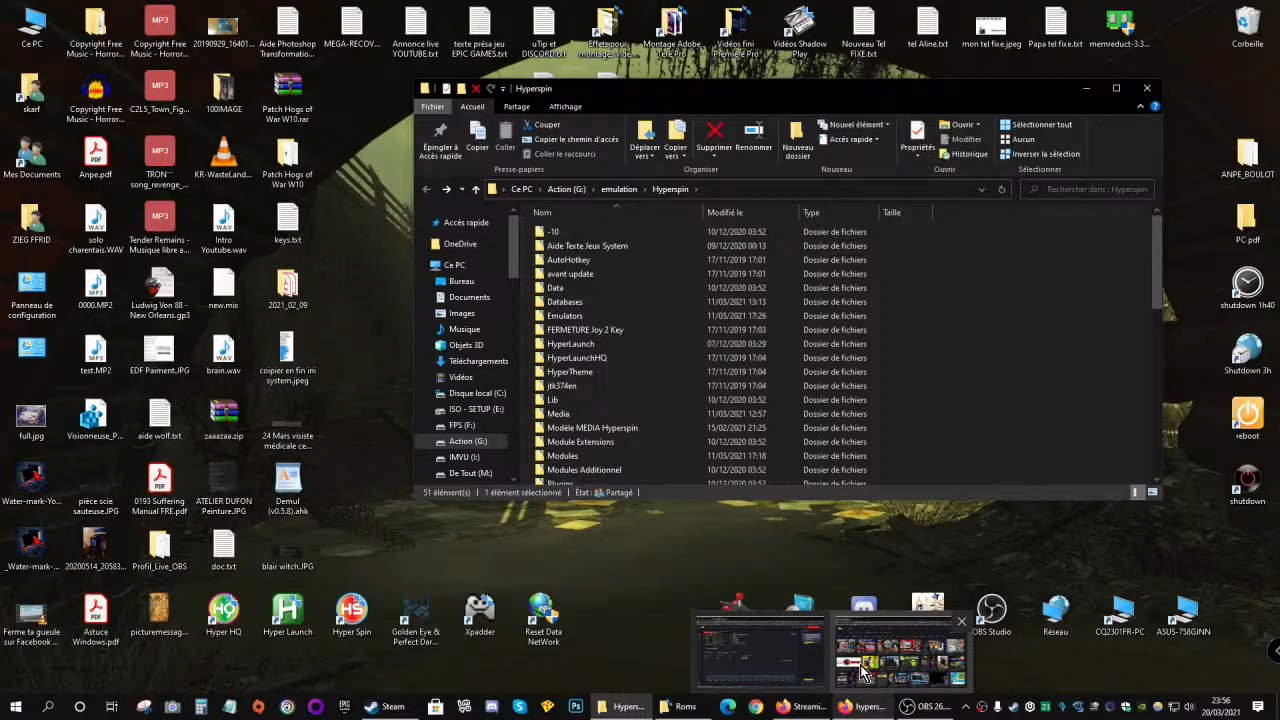 Ce PC
Copyright Free
Music - Horror...
MP3
Copyright Free
Music - Horror...
20190929_16401...
Aide Photoshop
Transformatio...
MEGA-RECOV...
Annonce live
YOUTUBE.txt
texte présa jeu
EPIC GAMES.txt
uTip et
DISCORD.txt
Effets pour
Montage Adobe
Vidéos fini
Première Pro
Vidéos Shadow
Play
Nouveau Tel
FIXE.txt
tel Aline.txt
mon tel fixe.jpeg
Papa tel fixe.txt
memreduct-3.3...
Corbeille
skarf
Copyright Free
Music - Horror...
MP3
C2L5_Town_Fig...
100IMAGE
Patch Hogs of
War W10.rar
Mes Documents
PDF
Anpe.pdf
MP3
TRON
song_revenge_...
KR-WasteLand...
Patch Hogs of
War W10
ZIEG FFRID
solo
charentais.WAV
MP3
Tender Remains -
Musique libre a...
Intro
Youtube.wav
keys.txt
Panneau de
configuration
0000.MP2
Ludwig Von 88 -
New Orleans.gp3
new.mix
2021_02_09
test.MP2
EDF Paiment.JPG
brain.wav
coipier en fin ini
system.jpeg
full.jpg
Visionneuse_P...
aide wolf.txt
zaaazaa.zip
24 Mars visiste
médicale ce...
Water-mark-Yo...
pièce scie
sauteuse.JPG
PDF
0193 Suffering
Manual FRE.pdf
ATELIER DUFON
Peinture.JPG
Demul
(v0.5.8).ahk
_Water-mark-...
20200514_20583...
Profil_Live_OBS
doc.txt
blair witch.JPG
Ferme ta gueule
sur Facebook...
PDF
Astuce
Windows.pdf
picturemessag...
HQ
Hyper HQ
H
Hyper Launch
HS
Hyper Spin
Golden Eye &
Perfect Dar...
Xpadder
Reset Data
NetWork
Hyperspin
Fichier
Accueil
Partage
Affichage
Épingler à
Accès rapide
Copier
Coller
Couper
Copier le chemin d'accès
Coller le raccourci
Presse-papiers
Déplacer
vers
Copier
vers
Supprimer
Renommer
Organiser
Nouveau
dossier
Nouvel élément
Accès rapide
Nouveau
Propriétés
Ouvrir
Modifier
Historique
Ouvrir
Sélectionner tout
Aucun
Inverser la sélection
Sélectionner
Ce PC > Action (G:) > emulation > Hyperspin >
Rechercher dans : Hyperspin
Accès rapide
OneDrive
Ce PC
Bureau
Documents
Images
Musique
Objets 3D
Téléchargements
Vidéos
Disque local (C:)
ISO - SETUP (E:)
FPS (F:)
Action (G:)
IMVU (I:)
De Tout (M:)
Nom Modifié le Type Taille
-10 10/12/2020 03:52 Dossier de fichiers
Aide Texte Jeux System 09/12/2020 00:13 Dossier de fichiers
AutoHotkey 17/11/2019 17:01 Dossier de fichiers
avant update 17/11/2019 17:01 Dossier de fichiers
Data 10/12/2020 03:52 Dossier de fichiers
Databases 11/03/2021 13:13 Dossier de fichiers
Emulators 11/03/2021 17:26 Dossier de fichiers
FERMETURE Joy 2 Key 17/11/2019 17:03 Dossier de fichiers
HyperLaunch 07/12/2020 03:29 Dossier de fichiers
HyperLaunchHQ 17/11/2019 17:04 Dossier de fichiers
HyperTheme 17/11/2019 17:04 Dossier de fichiers
jtk374en 17/11/2019 17:04 Dossier de fichiers
Lib 10/12/2020 03:52 Dossier de fichiers
Media 11/03/2021 12:57 Dossier de fichiers
Modèle MEDIA Hyperspin 15/02/2021 21:25 Dossier de fichiers
Module Extensions 10/12/2020 03:52 Dossier de fichiers
Modules 11/03/2021 17:18 Dossier de fichiers
Modules Additionnel 10/12/2020 03:52 Dossier de fichiers
Plugins 10/12/2020 03:52 Dossier de fichiers
51 élément(s) 1 élément sélectionné État : Partagé
ANPE_BOULOT
PC pdf
shutdown 1h40
Shutdown 3h
reboot
shutdown
OBS Studio
Réseau
Steam
Hypers...
Roms
Streami...
hypers...
OBS 26....
23:56
20/03/2021